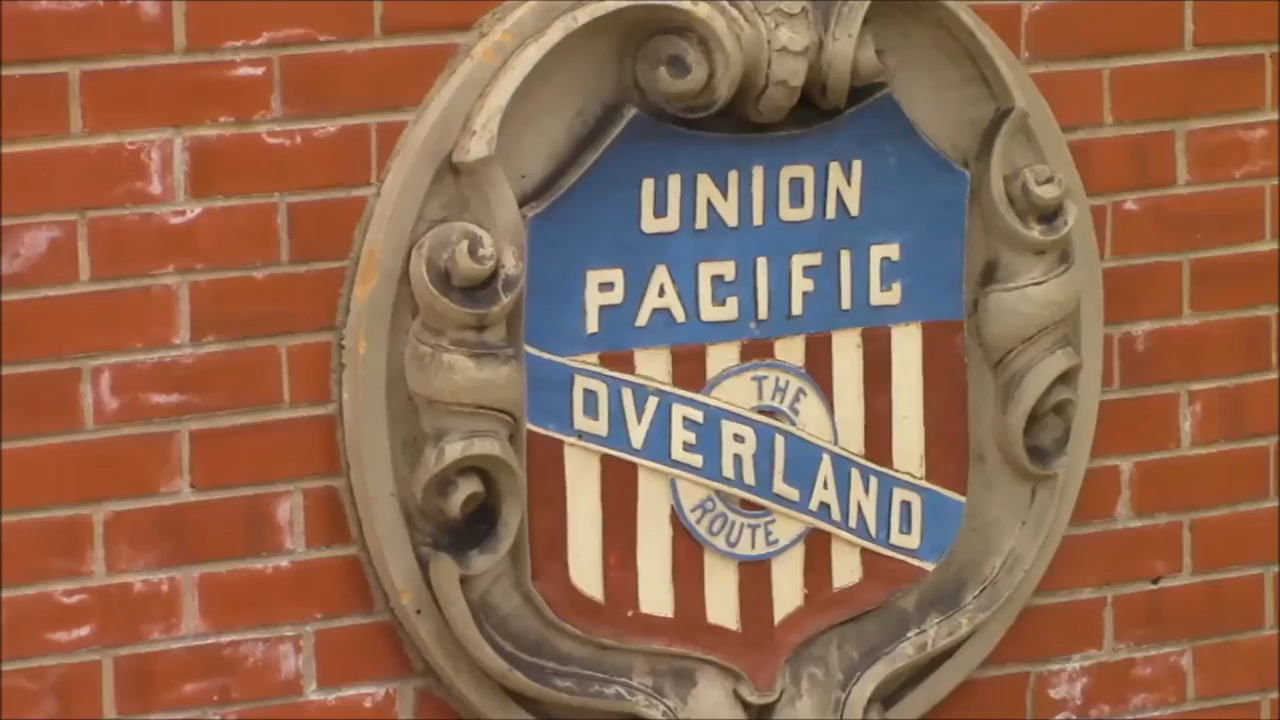 UNION
PACIFIC
THE
OVERLAND
ROUTE